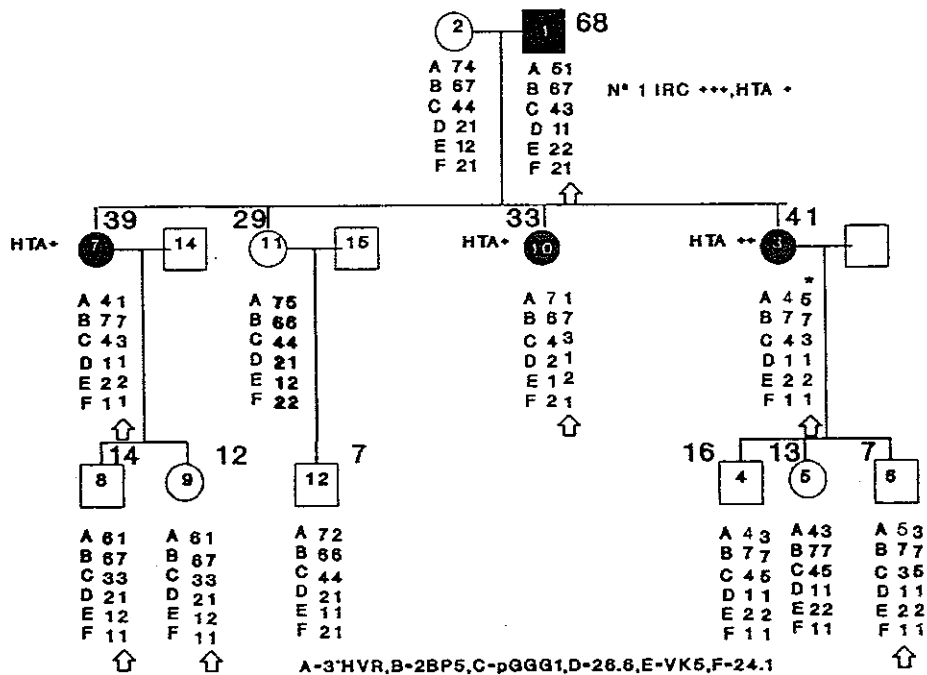 2 1 68
A 74 A 51
B 67 B 67 Nº 1 IRC +++,HTA +
C 44 C 43
D 21 D 11
E 12 E 22
F 21 F 21
39 29 33 41
HTA+ 7 14 11 15 HTA+ 10 HTA ++ 3
*
A 41 A 75 A 71 A 45
B 77 B 66 B 67 B 77
C 43 C 44 C 43 C 43
D 11 D 21 D 21 D 11
E 22 E 12 E 12 E 22
F 11 F 22 F 21 F 11
14 12 7 16 13 7
8 9 12 4 5 6
A 61 A 61 A 72 A 43 A 43 A 53
B 67 B 67 B 66 B 77 B 77 B 77
C 33 C 33 C 44 C 45 C 45 C 35
D 21 D 21 D 21 D 11 D 11 D 11
E 12 E 12 E 11 E 22 E 22 E 22
F 11 F 11 F 21 F 11 F 11 F 11
A-3'HVR,B-2BP5,C-pGGG1,D-26.6,E-VK5,F-24.1